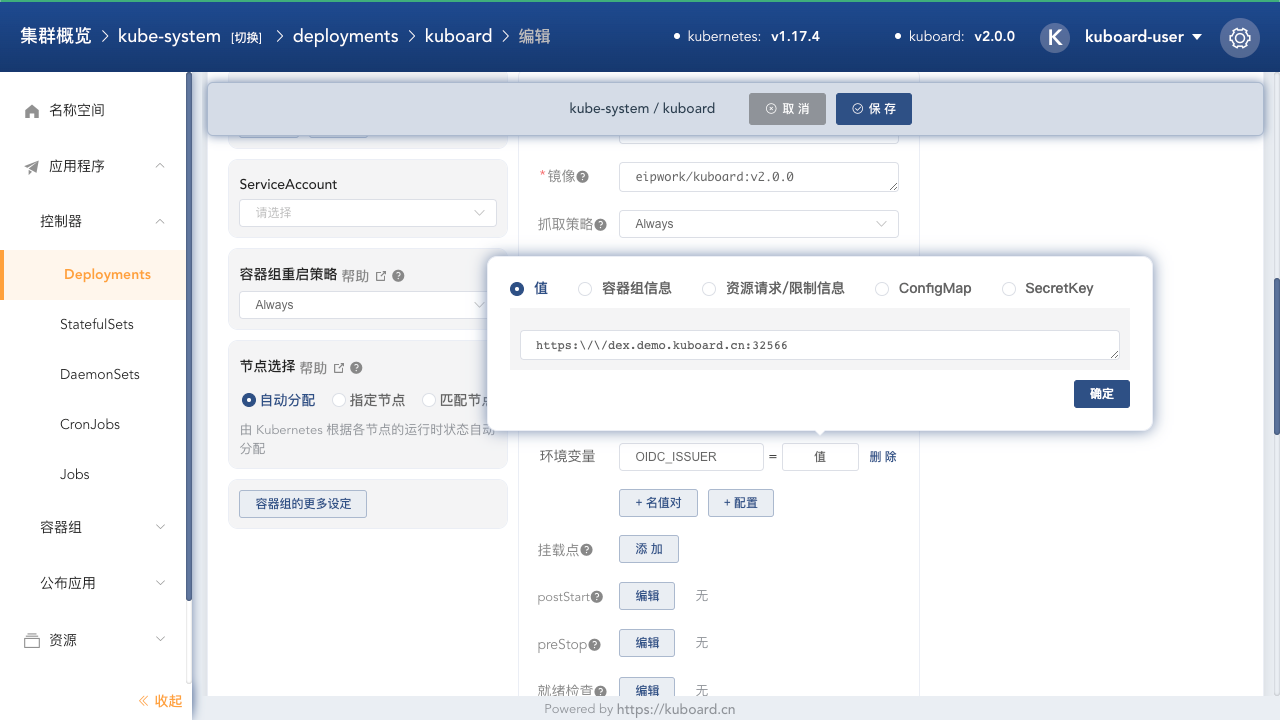 集群概览 > kube-system [切换] > deployments > kuboard > 编辑
• kubernetes: v1.17.4 • kuboard: v2.0.0 K kuboard-user
名称空间
应用程序
控制器
Deployments
StatefulSets
DaemonSets
CronJobs
Jobs
容器组
公布应用
资源
收起
kube-system / kuboard 取 消 保 存
ServiceAccount
请选择
容器组重启策略 帮助
Always
节点选择 帮助
自动分配 指定节点 匹配节点
由 Kubernetes 根据各节点的运行时状态自动
分配
容器组的更多设定
*镜像 eipwork/kuboard:v2.0.0
抓取策略 Always
值 容器组信息 资源请求/限制信息 ConfigMap SecretKey
https:\/\/dex.demo.kuboard.cn:32566
确定
环境变量 OIDC_ISSUER = 值 删 除
+ 名值对 + 配置
挂载点 添 加
postStart 编辑 无
preStop 编辑 无
就绪检查 编辑 无
Powered by https://kuboard.cn